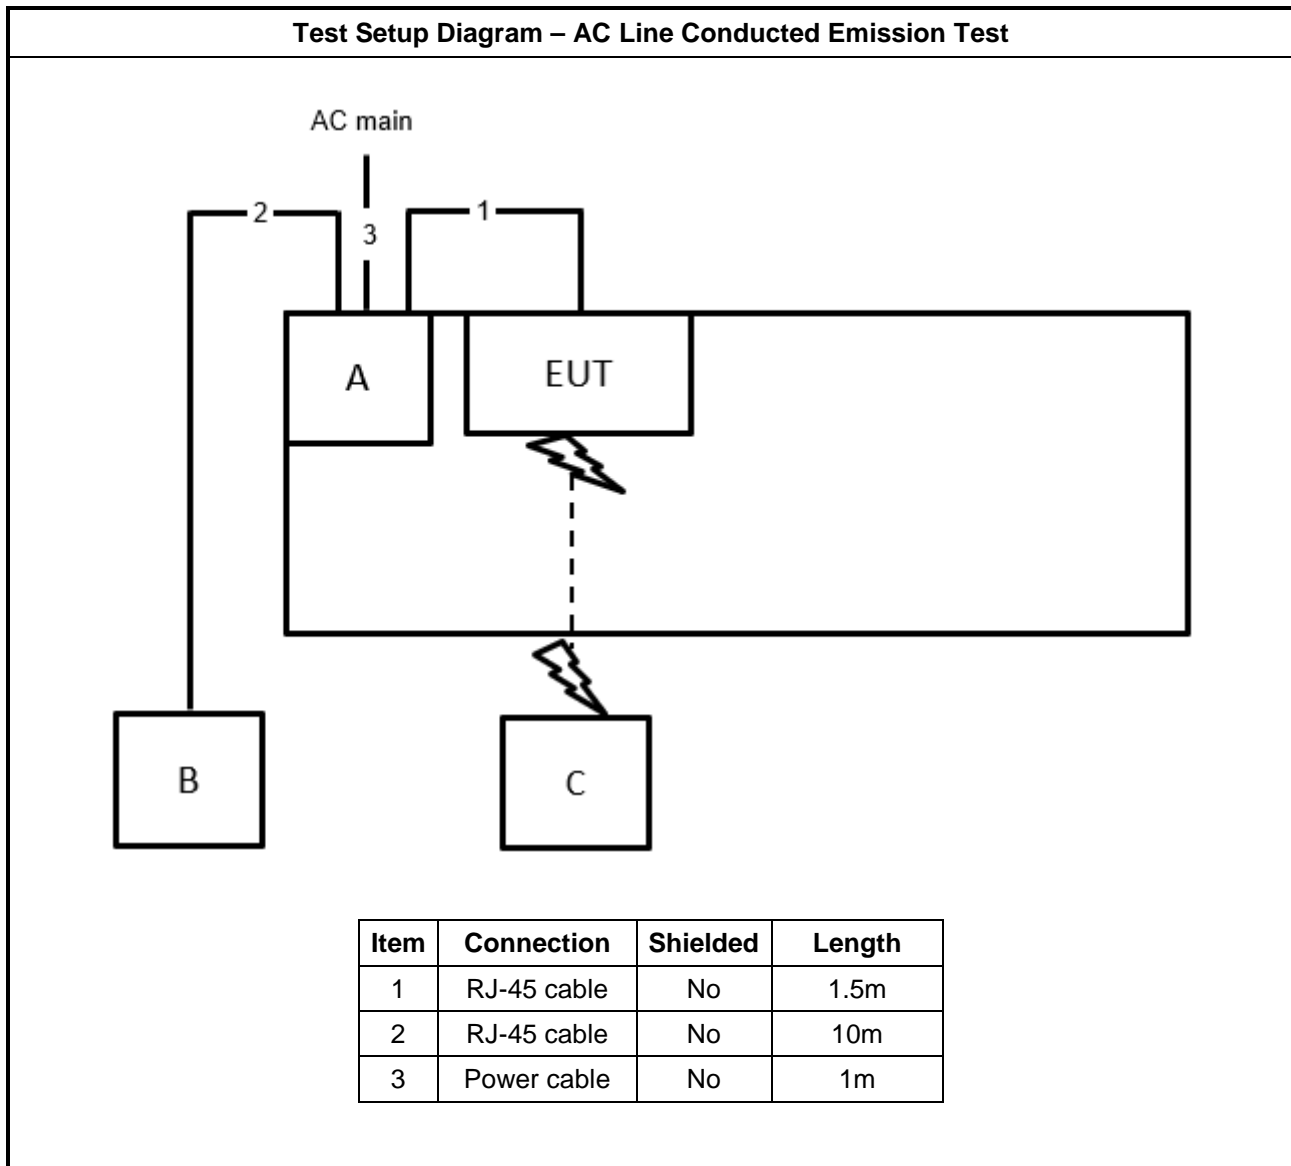 Test Setup Diagram – AC Line Conducted Emission Test
AC main
2
1
3
A
EUT
B
C
Item Connection Shielded Length
1 RJ-45 cable No 1.5m
2 RJ-45 cable No 10m
3 Power cable No 1m